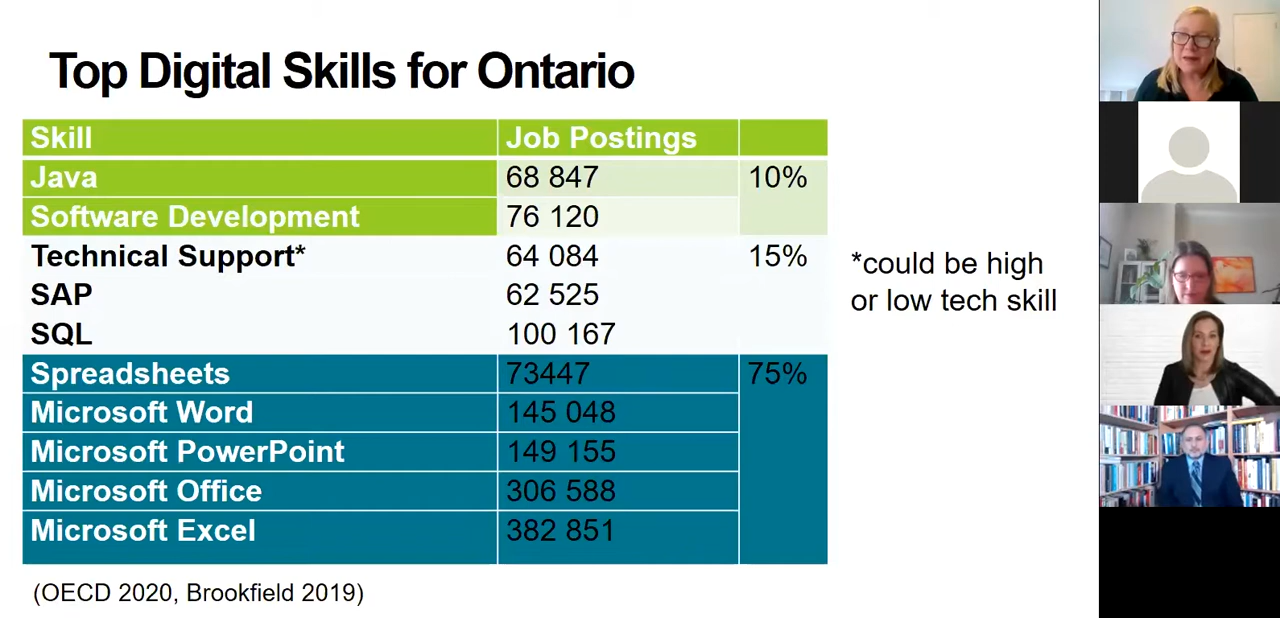 Top Digital Skills for Ontario
Skill Job Postings
Java 68 847 10%
Software Development 76 120
Technical Support* 64 084 15%
SAP 62 525
SQL 100 167
Spreadsheets 73447 75%
Microsoft Word 145 048
Microsoft PowerPoint 149 155
Microsoft Office 306 588
Microsoft Excel 382 851
*could be high
or low tech skill
(OECD 2020, Brookfield 2019)